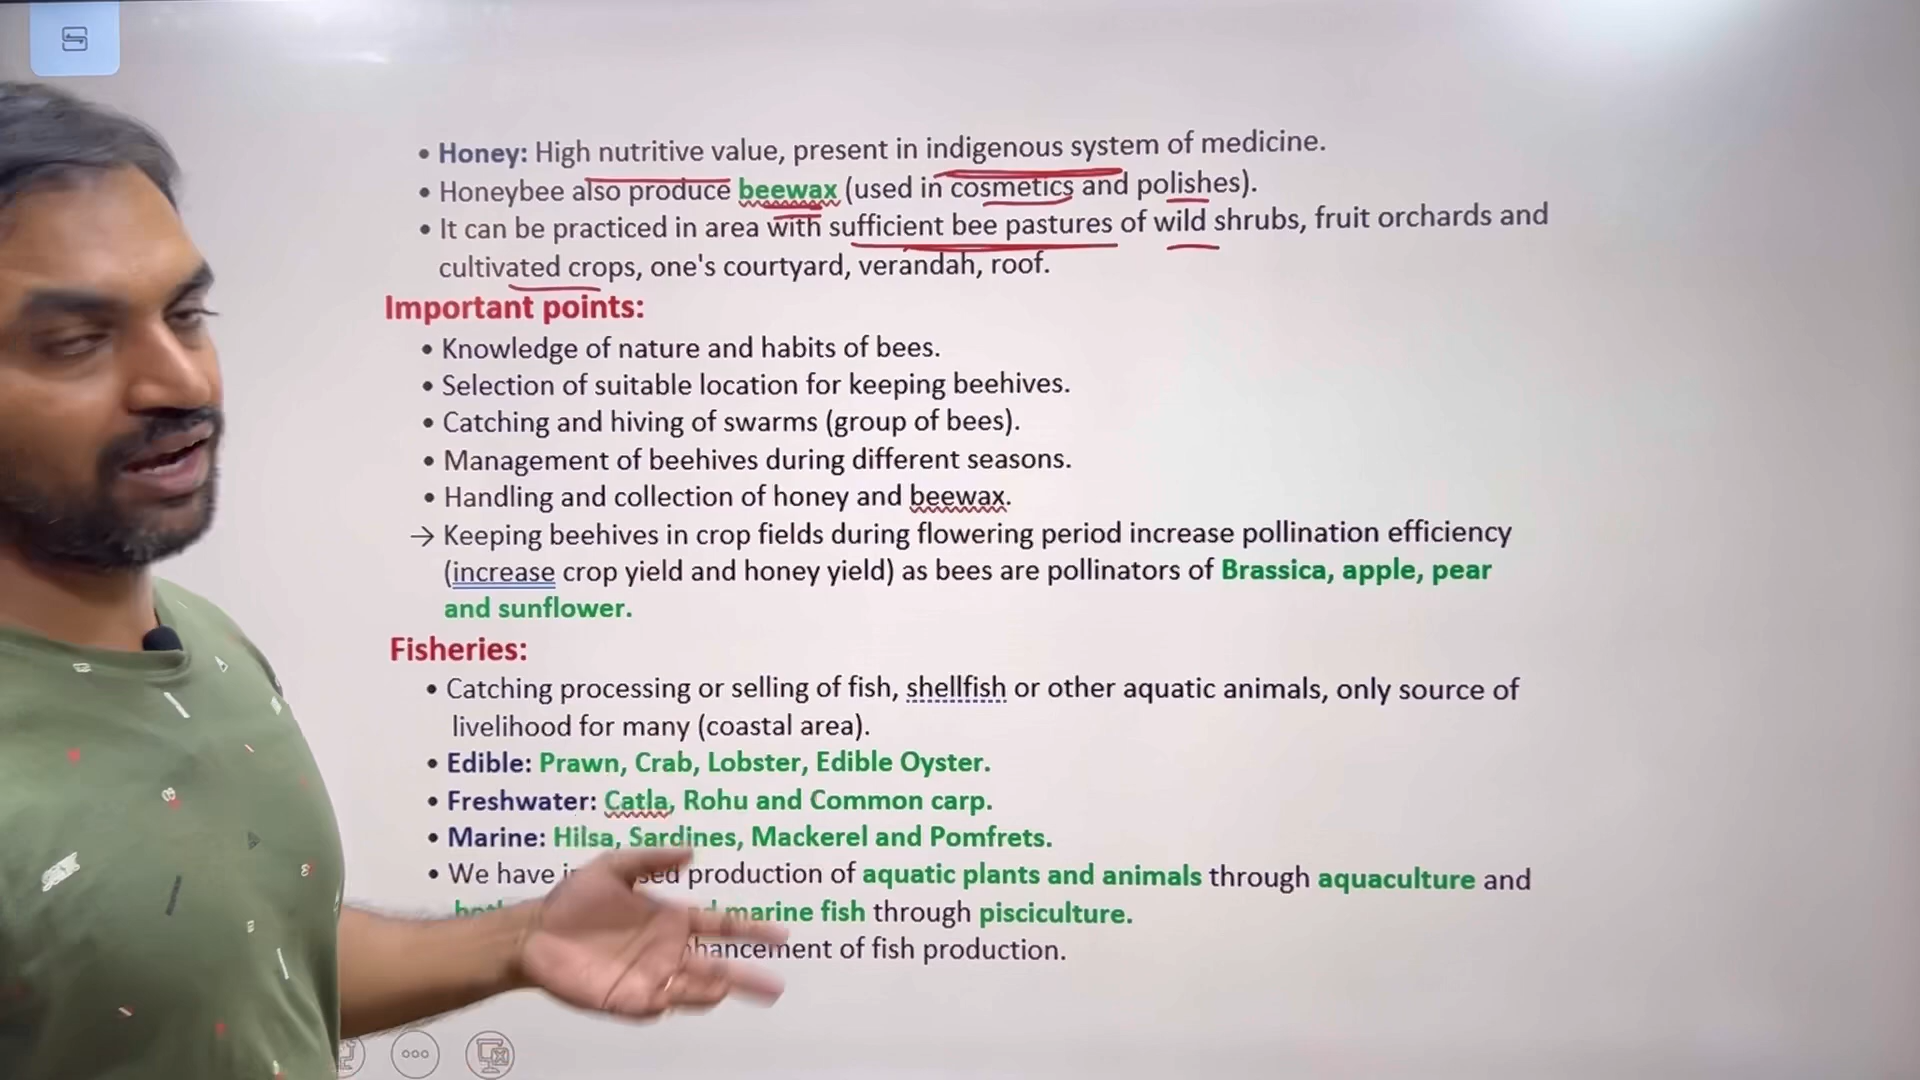 • Honey: High nutritive value, present in indigenous system of medicine.
• Honeybee also produce beewax (used in cosmetics and polishes).
• It can be practiced in area with sufficient bee pastures of wild shrubs, fruit orchards and
cultivated crops, one's courtyard, verandah, roof.
Important points:
• Knowledge of nature and habits of bees.
• Selection of suitable location for keeping beehives.
• Catching and hiving of swarms (group of bees).
• Management of beehives during different seasons.
• Handling and collection of honey and beewax.
→ Keeping beehives in crop fields during flowering period increase pollination efficiency
(increase crop yield and honey yield) as bees are pollinators of Brassica, apple, pear
and sunflower.
Fisheries:
• Catching processing or selling of fish, shellfish or other aquatic animals, only source of
livelihood for many (coastal area).
• Edible: Prawn, Crab, Lobster, Edible Oyster.
• Freshwater: Catla, Rohu and Common carp.
• Marine: Hilsa, Sardines, Mackerel and Pomfrets.
• We have production of aquatic plants and animals through aquaculture and
marine fish through pisciculture.
of fish production.